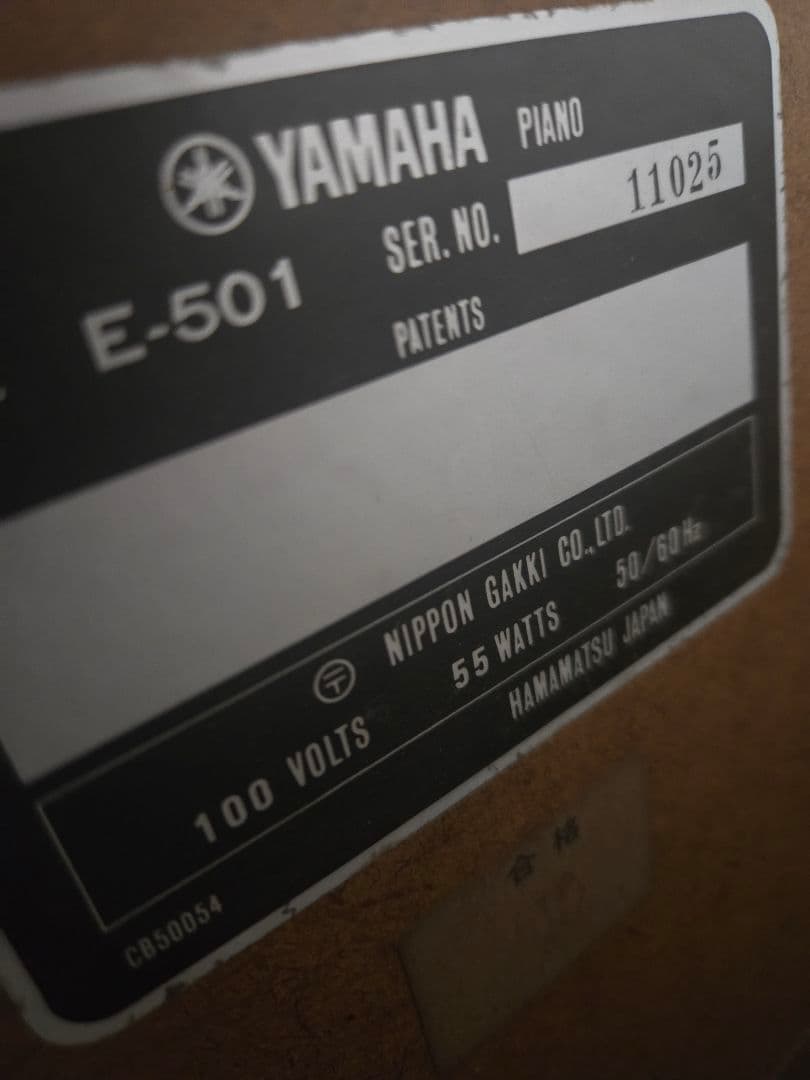 YAMAHA PIANO
E-501 SER. NO. 11025
PATENTS
〶 NIPPON GAKKI CO., LTD.
100 VOLTS 55 WATTS 50/60Hz
HAMAMATSU JAPAN
CB50054
合格